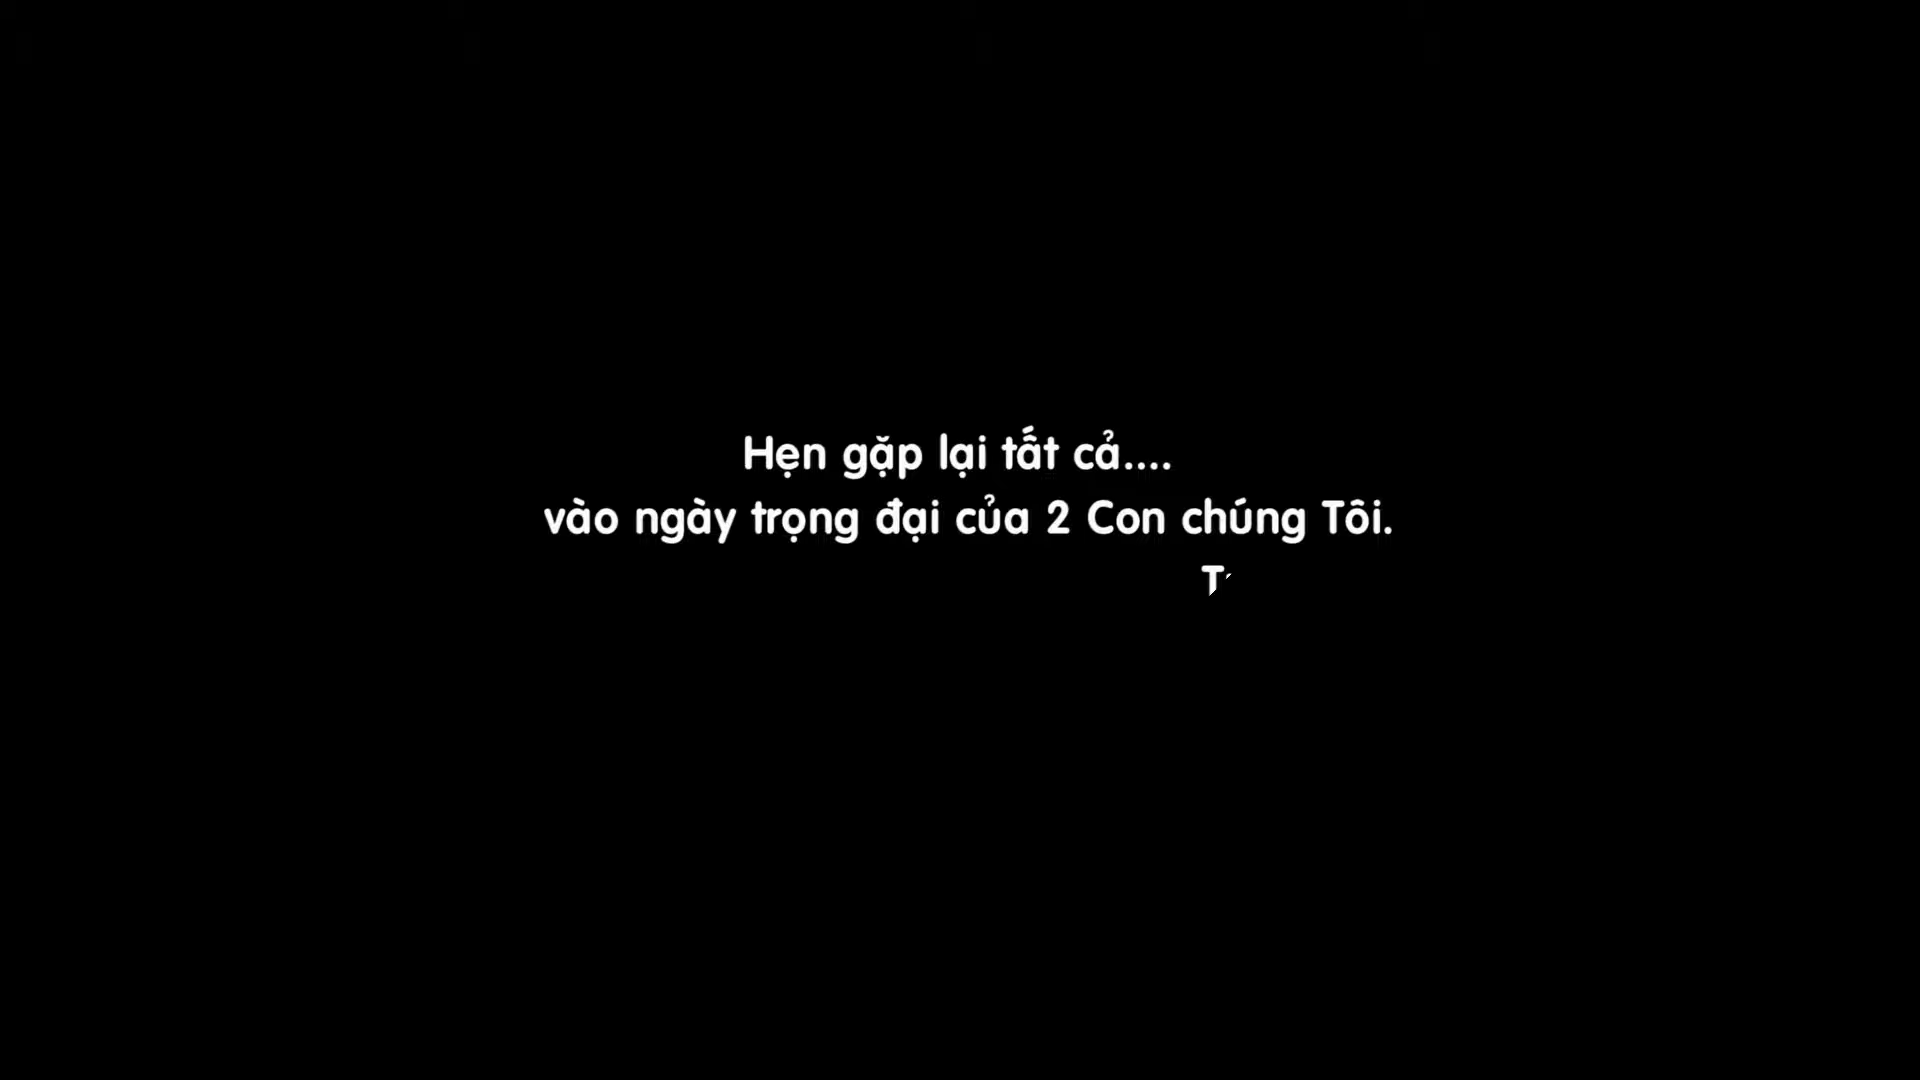 Hẹn gặp lại tất cả....
vào ngày trọng đại của 2 Con chúng Tôi.